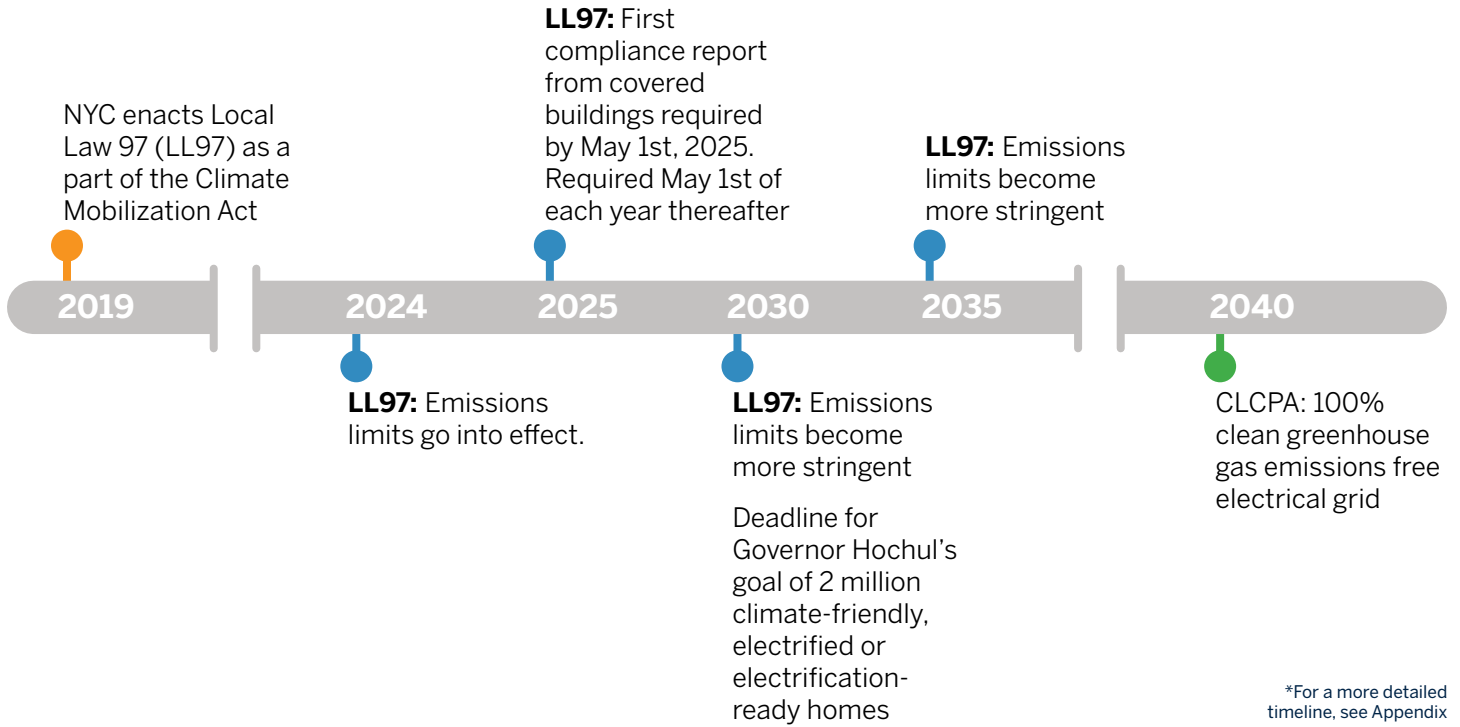 LL97: First
compliance report
from covered
buildings required
by May 1st, 2025.
Required May 1st of
each year thereafter
NYC enacts Local
Law 97 (LL97) as a
part of the Climate
Mobilization Act
LL97: Emissions
limits become
more stringent
2019
2024
2025
2030
2035
2040
LL97: Emissions
limits go into effect.
LL97: Emissions
limits become
more stringent
Deadline for
Governor Hochul’s
goal of 2 million
climate-friendly,
electrified or
electrification-
ready homes
CLCPA: 100%
clean greenhouse
gas emissions free
electrical grid
*For a more detailed
timeline, see Appendix